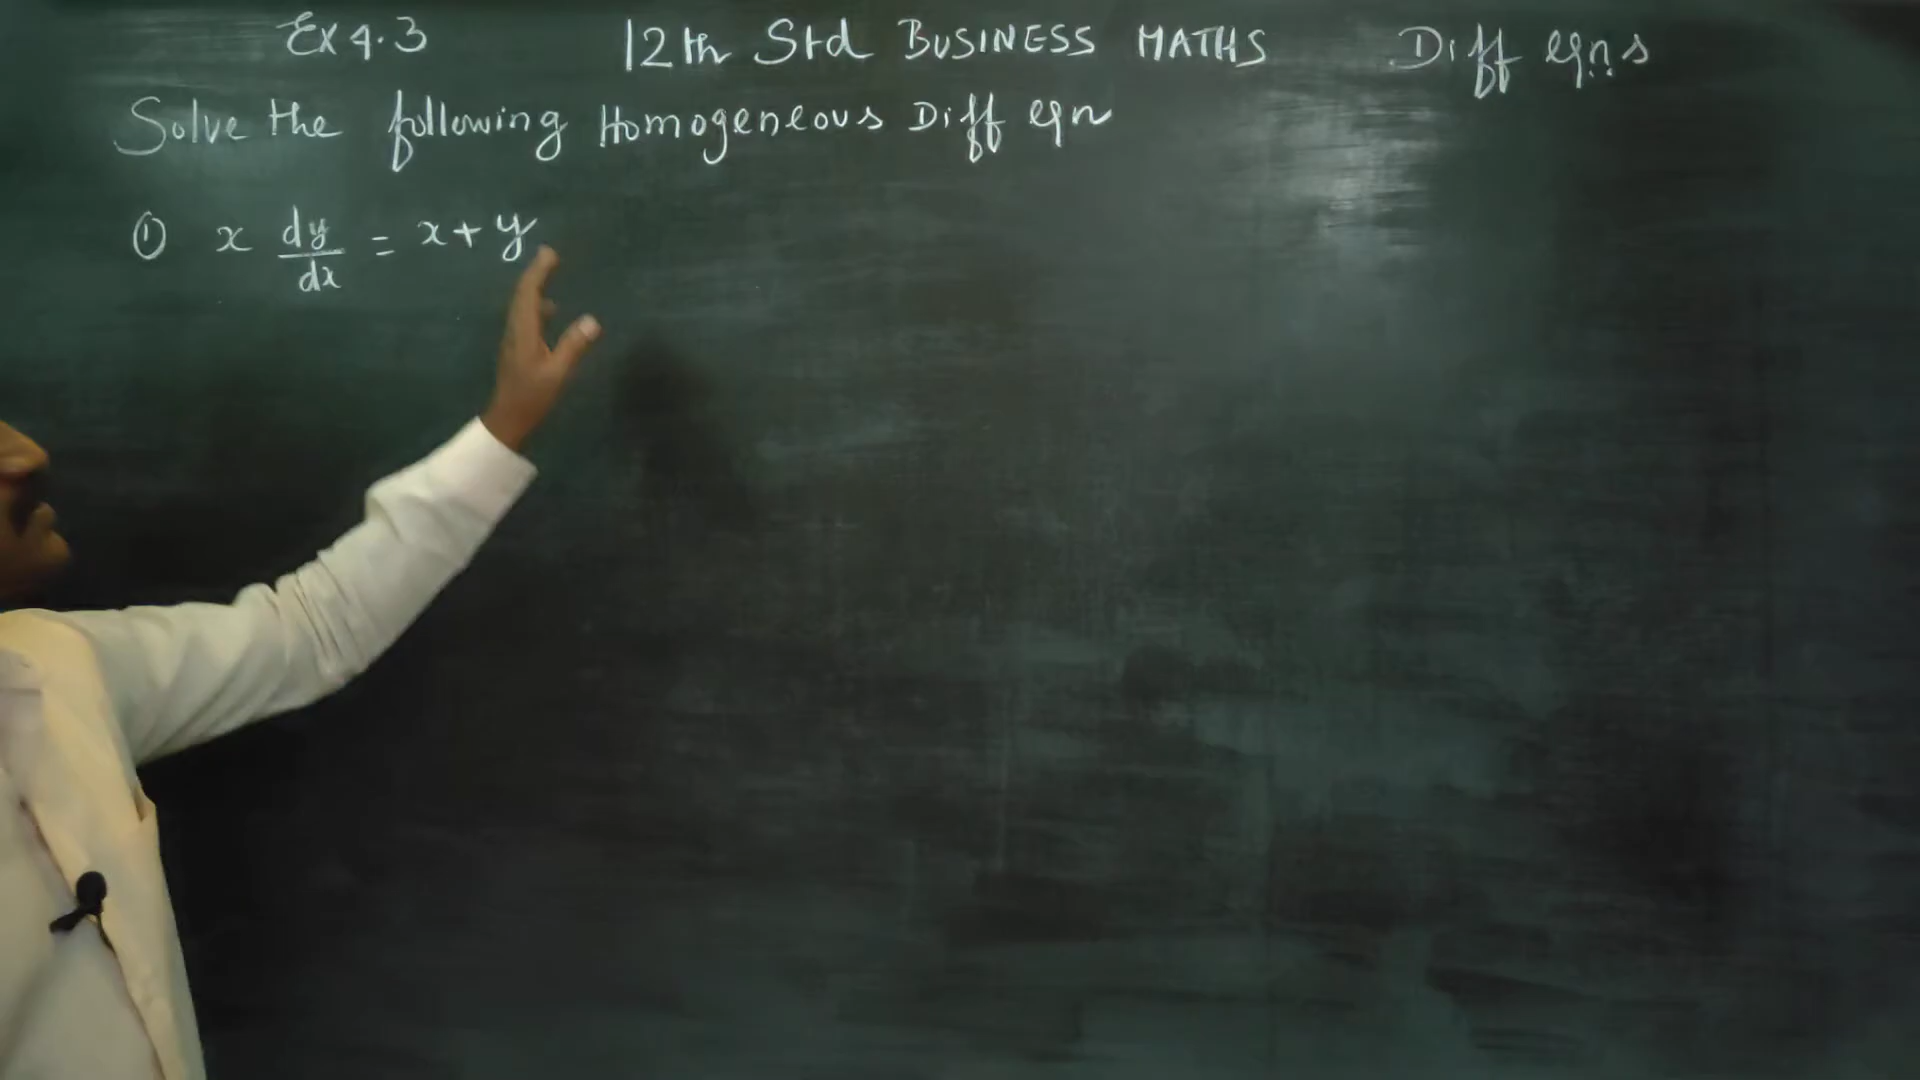 Ex 4.3 12th Std BUSINESS MATHS Diff eqns
Solve the following Homogeneous Diff eqn
① x dy/dx = x + y